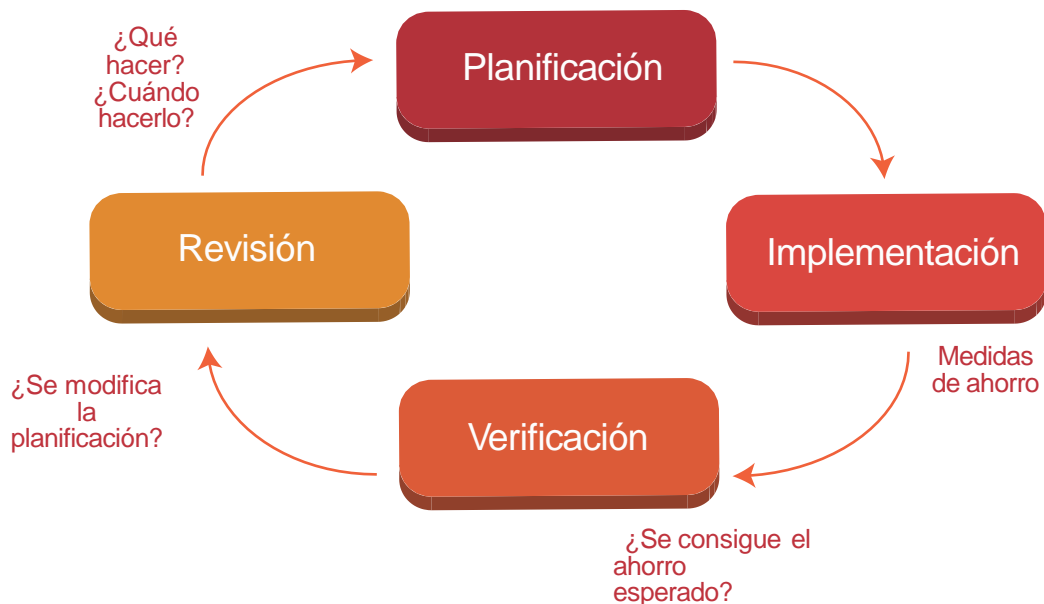 ¿Qué
hacer?
¿Cuándo
hacerlo?
Planificación
Revisión
Implementación
Medidas
de ahorro
¿Se modifica
la
planificación?
Verificación
¿Se consigue el
ahorro
esperado?